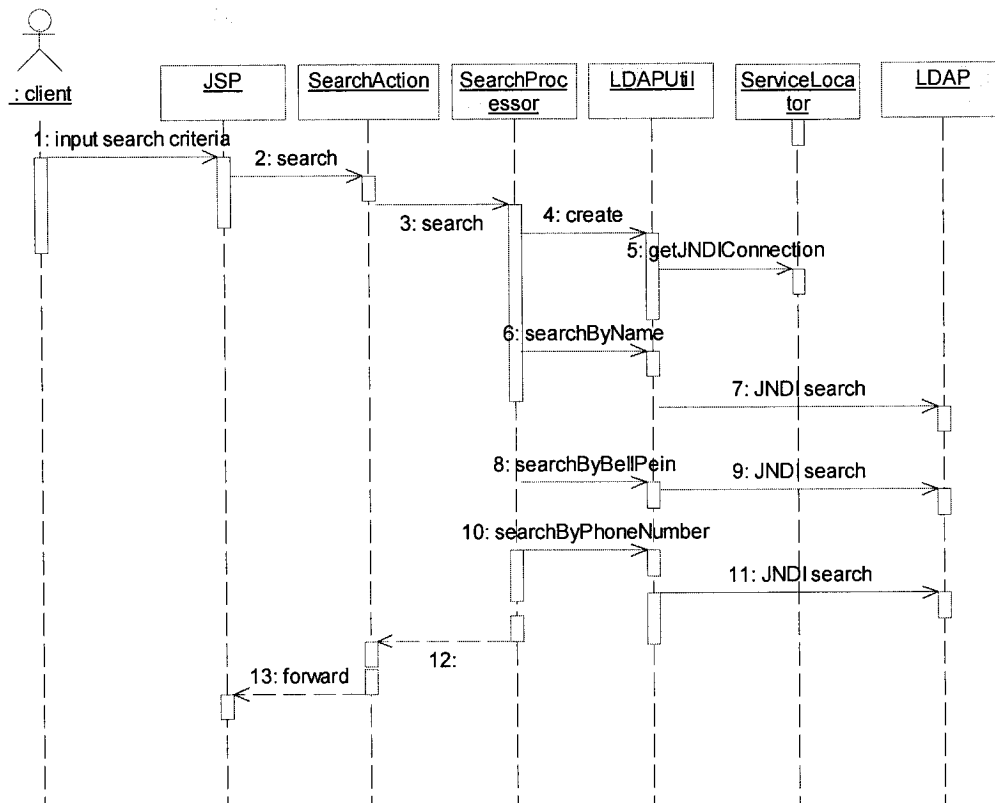 : client
JSP
SearchAction
SearchProc
essor
LDAPUtil
ServiceLoca
tor
LDAP
1: input search criteria
2: search
3: search
4: create
5: getJNDIConnection
6: searchByName
7: JNDI search
8: searchByBellPein
9: JNDI search
10: searchByPhoneNumber
11: JNDI search
12:
13: forward